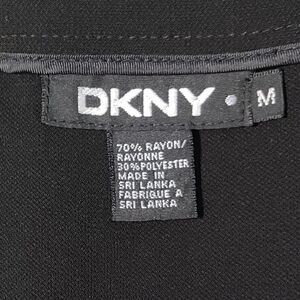 DKNY
M
70% RAYON/
RAYONNE
30% POLYESTER
MADE IN
SRI LANKA
FABRIQUE A
SRI LANKA